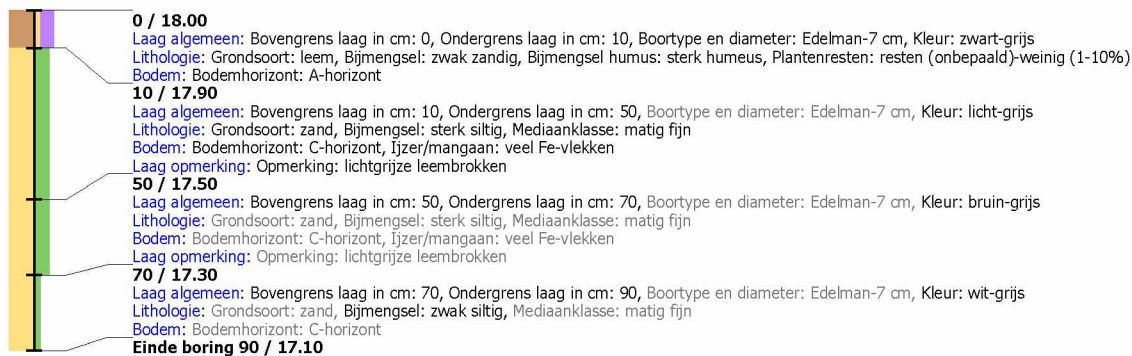 0 / 18.00
Laag algemeen: Bovengrens laag in cm: 0, Ondergrens laag in cm: 10, Boortype en diameter: Edelman-7 cm, Kleur: zwart-grijs
Lithologie: Grondsoort: leem, Bijmengsel: zwak zandig, Bijmengsel humus: sterk humeus, Plantenresten: resten (onbepaald)-weinig (1-10%)
Bodem: Bodemhorizont: A-horizont
10 / 17.90
Laag algemeen: Bovengrens laag in cm: 10, Ondergrens laag in cm: 50, Boortype en diameter: Edelman-7 cm, Kleur: licht-grijs
Lithologie: Grondsoort: zand, Bijmengsel: sterk siltig, Mediaanklasse: matig fijn
Bodem: Bodemhorizont: C-horizont, Ijzer/mangaan: veel Fe-vlekken
Laag opmerking: Opmerking: lichtgrijze leembrokken
50 / 17.50
Laag algemeen: Bovengrens laag in cm: 50, Ondergrens laag in cm: 70, Boortype en diameter: Edelman-7 cm, Kleur: bruin-grijs
Lithologie: Grondsoort: zand, Bijmengsel: sterk siltig, Mediaanklasse: matig fijn
Bodem: Bodemhorizont: C-horizont, Ijzer/mangaan: veel Fe-vlekken
Laag opmerking: Opmerking: lichtgrijze leembrokken
70 / 17.30
Laag algemeen: Bovengrens laag in cm: 70, Ondergrens laag in cm: 90, Boortype en diameter: Edelman-7 cm, Kleur: wit-grijs
Lithologie: Grondsoort: zand, Bijmengsel: zwak siltig, Mediaanklasse: matig fijn
Bodem: Bodemhorizont: C-horizont
Einde boring 90 / 17.10